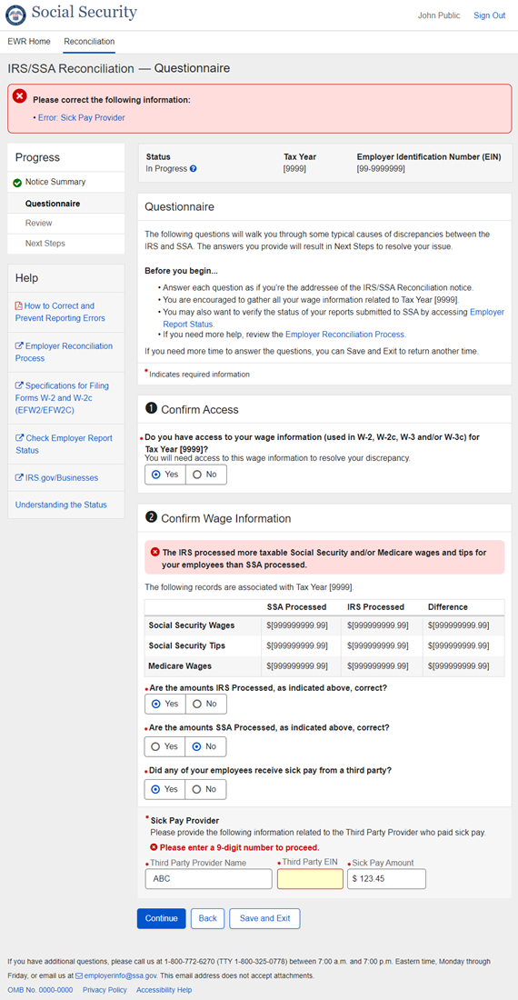 Social Security
John Public
Sign Out
EWR Home
Reconciliation
IRS/SSA Reconciliation — Questionnaire
Please correct the following information:
• Error: Sick Pay Provider
Progress
Notice Summary
Questionnaire
Review
Next Steps
Help
How to Correct and
Prevent Reporting Errors
Employer Reconciliation
Process
Specifications for Filing
Forms W-2 and W-2c
(EFW2/EFW2C)
Check Employer Report
Status
IRS.gov/Businesses
Understanding the Status
Status Tax Year Employer Identification Number (EIN)
In Progress [9999] [99-9999999]
Questionnaire
The following questions will walk you through some typical causes of discrepancies between the
IRS and SSA. The answers you provide will result in Next Steps to resolve your issue.
Before you begin...
• Answer each question as if you're the addressee of the IRS/SSA Reconciliation notice.
• You are encouraged to gather all your wage information related to Tax Year [9999].
• You may also want to verify the status of your reports submitted to SSA by accessing Employer
Report Status.
• If you need more help, review the Employer Reconciliation Process.
If you need more time to answer the questions, you can Save and Exit to return another time.
* Indicates required information
1 Confirm Access
Do you have access to your wage information (used in W-2, W-2c, W-3 and/or W-3c) for
Tax Year [9999]?
You will need access to this wage information to resolve your discrepancy.
Yes No
2 Confirm Wage Information
The IRS processed more taxable Social Security and/or Medicare wages and tips for
your employees than SSA processed.
The following records are associated with Tax Year [9999].
SSA Processed IRS Processed Difference
Social Security Wages $[999999999.99] $[999999999.99] $[999999999.99]
Social Security Tips $[999999999.99] $[999999999.99] $[999999999.99]
Medicare Wages $[999999999.99] $[999999999.99] $[999999999.99]
Are the amounts IRS Processed, as indicated above, correct?
Yes No
Are the amounts SSA Processed, as indicated above, correct?
Yes No
Did any of your employees receive sick pay from a third party?
Yes No
* Sick Pay Provider
Please provide the following information related to the Third Party Provider who paid sick pay.
Please enter a 9-digit number to proceed.
Third Party Provider Name Third Party EIN Sick Pay Amount
ABC $ 123.45
Continue Back Save and Exit
If you have additional questions, please call us at 1-800-772-6270 (TTY 1-800-325-0778) between 7:00 a.m. and 7:00 p.m. Eastern time, Monday through
Friday, or email us at employerinfo@ssa.gov. This email address does not accept attachments.
OMB No. 0000-0000 Privacy Policy Accessibility Help